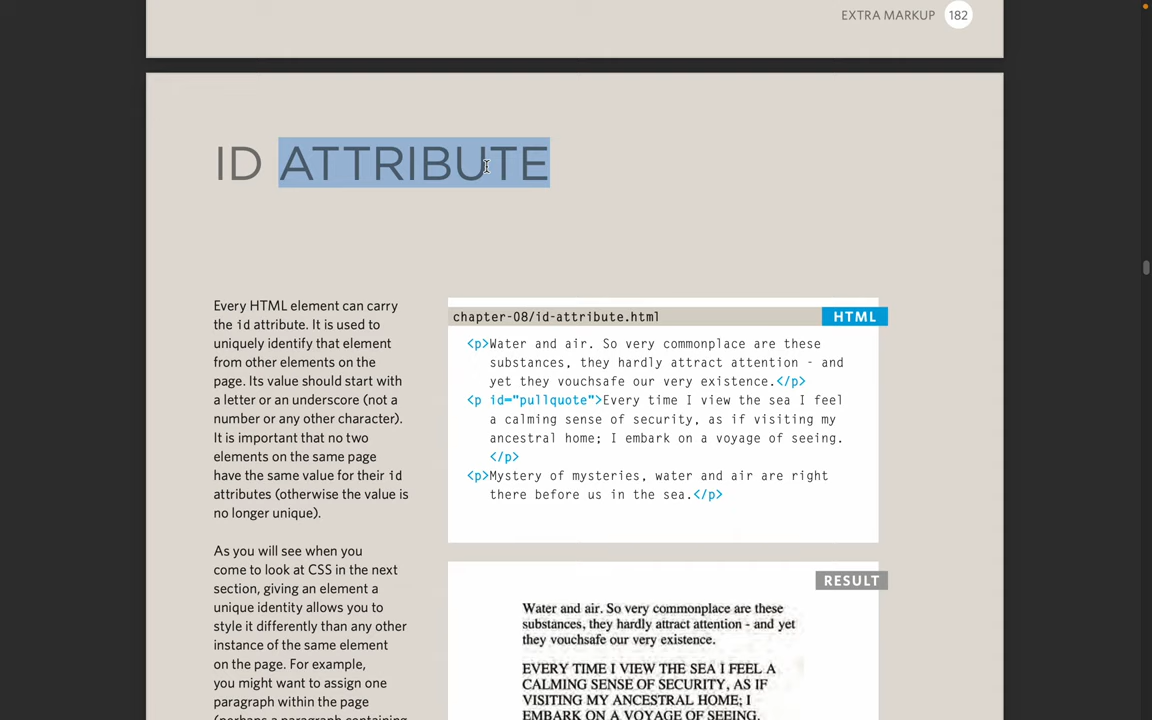 EXTRA MARKUP 182
ID ATTRIBUTE
Every HTML element can carry
the id attribute. It is used to
uniquely identify that element
from other elements on the
page. Its value should start with
a letter or an underscore (not a
number or any other character).
It is important that no two
elements on the same page
have the same value for their id
attributes (otherwise the value is
no longer unique).
As you will see when you
come to look at CSS in the next
section, giving an element a
unique identity allows you to
style it differently than any other
instance of the same element
on the page. For example,
you might want to assign one
paragraph within the page
(perhaps a paragraph containing
chapter-08/id-attribute.html HTML
<p>Water and air. So very commonplace are these
substances, they hardly attract attention - and
yet they vouchsafe our very existence.</p>
<p id="pullquote">Every time I view the sea I feel
a calming sense of security, as if visiting my
ancestral home; I embark on a voyage of seeing.
</p>
<p>Mystery of mysteries, water and air are right
there before us in the sea.</p>
RESULT
Water and air. So very commonplace are these
substances, they hardly attract attention - and yet
they vouchsafe our very existence.
EVERY TIME I VIEW THE SEA I FEEL A
CALMING SENSE OF SECURITY, AS IF
VISITING MY ANCESTRAL HOME; I
EMBARK ON A VOYAGE OF SEEING.